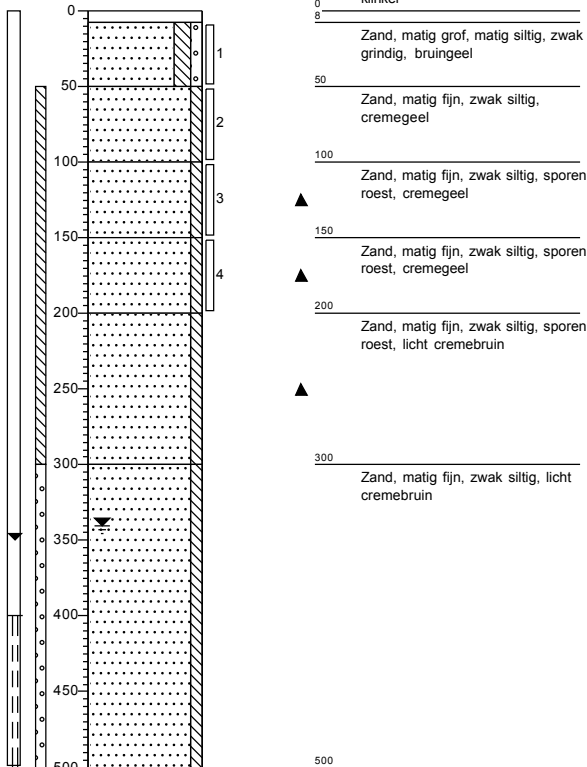 0
50
100
150
200
250
300
350
400
450
500
1
2
3
4
0
klinker
8
Zand, matig grof, matig siltig, zwak
grindig, bruingeel
50
Zand, matig fijn, zwak siltig,
cremegeel
100
Zand, matig fijn, zwak siltig, sporen
roest, cremegeel
150
Zand, matig fijn, zwak siltig, sporen
roest, cremegeel
200
Zand, matig fijn, zwak siltig, sporen
roest, licht cremebruin
300
Zand, matig fijn, zwak siltig, licht
cremebruin
500